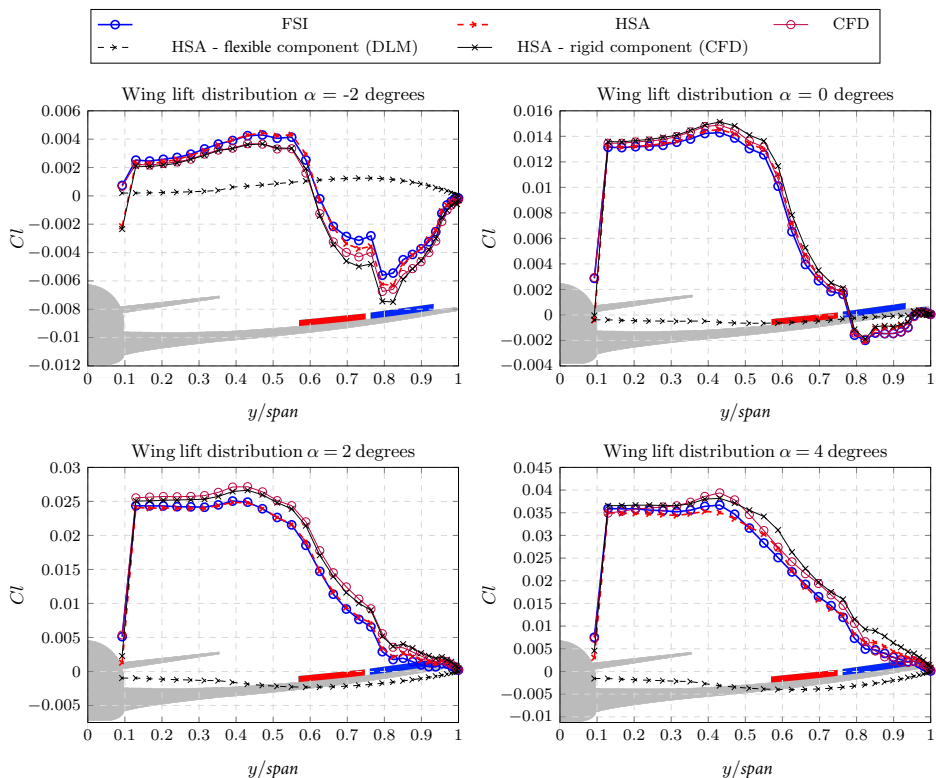 FSI HSA CFD
HSA - flexible component (DLM) HSA - rigid component (CFD)
Wing lift distribution α = -2 degrees
0.006
0.004
0.002
0
−0.002
−0.004
−0.006
−0.008
−0.01
−0.012
Cl
0 0.1 0.2 0.3 0.4 0.5 0.6 0.7 0.8 0.9 1
y/span
Wing lift distribution α = 0 degrees
0.016
0.014
0.012
0.01
0.008
0.006
0.004
0.002
0
−0.002
−0.004
Cl
0 0.1 0.2 0.3 0.4 0.5 0.6 0.7 0.8 0.9 1
y/span
Wing lift distribution α = 2 degrees
0.03
0.025
0.02
0.015
0.01
0.005
0
−0.005
Cl
0 0.1 0.2 0.3 0.4 0.5 0.6 0.7 0.8 0.9 1
y/span
Wing lift distribution α = 4 degrees
0.045
0.04
0.035
0.03
0.025
0.02
0.015
0.01
0.005
0
−0.005
−0.01
Cl
0 0.1 0.2 0.3 0.4 0.5 0.6 0.7 0.8 0.9 1
y/span